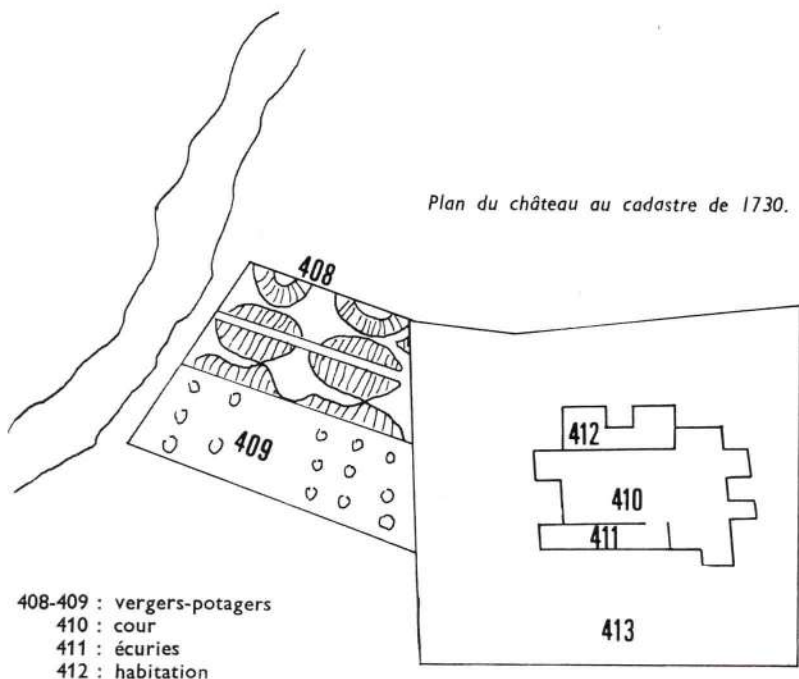 Plan du château au cadastre de 1730.
408
409
412
410
411
413
408-409 : vergers-potagers
410 : cour
411 : écuries
412 : habitation